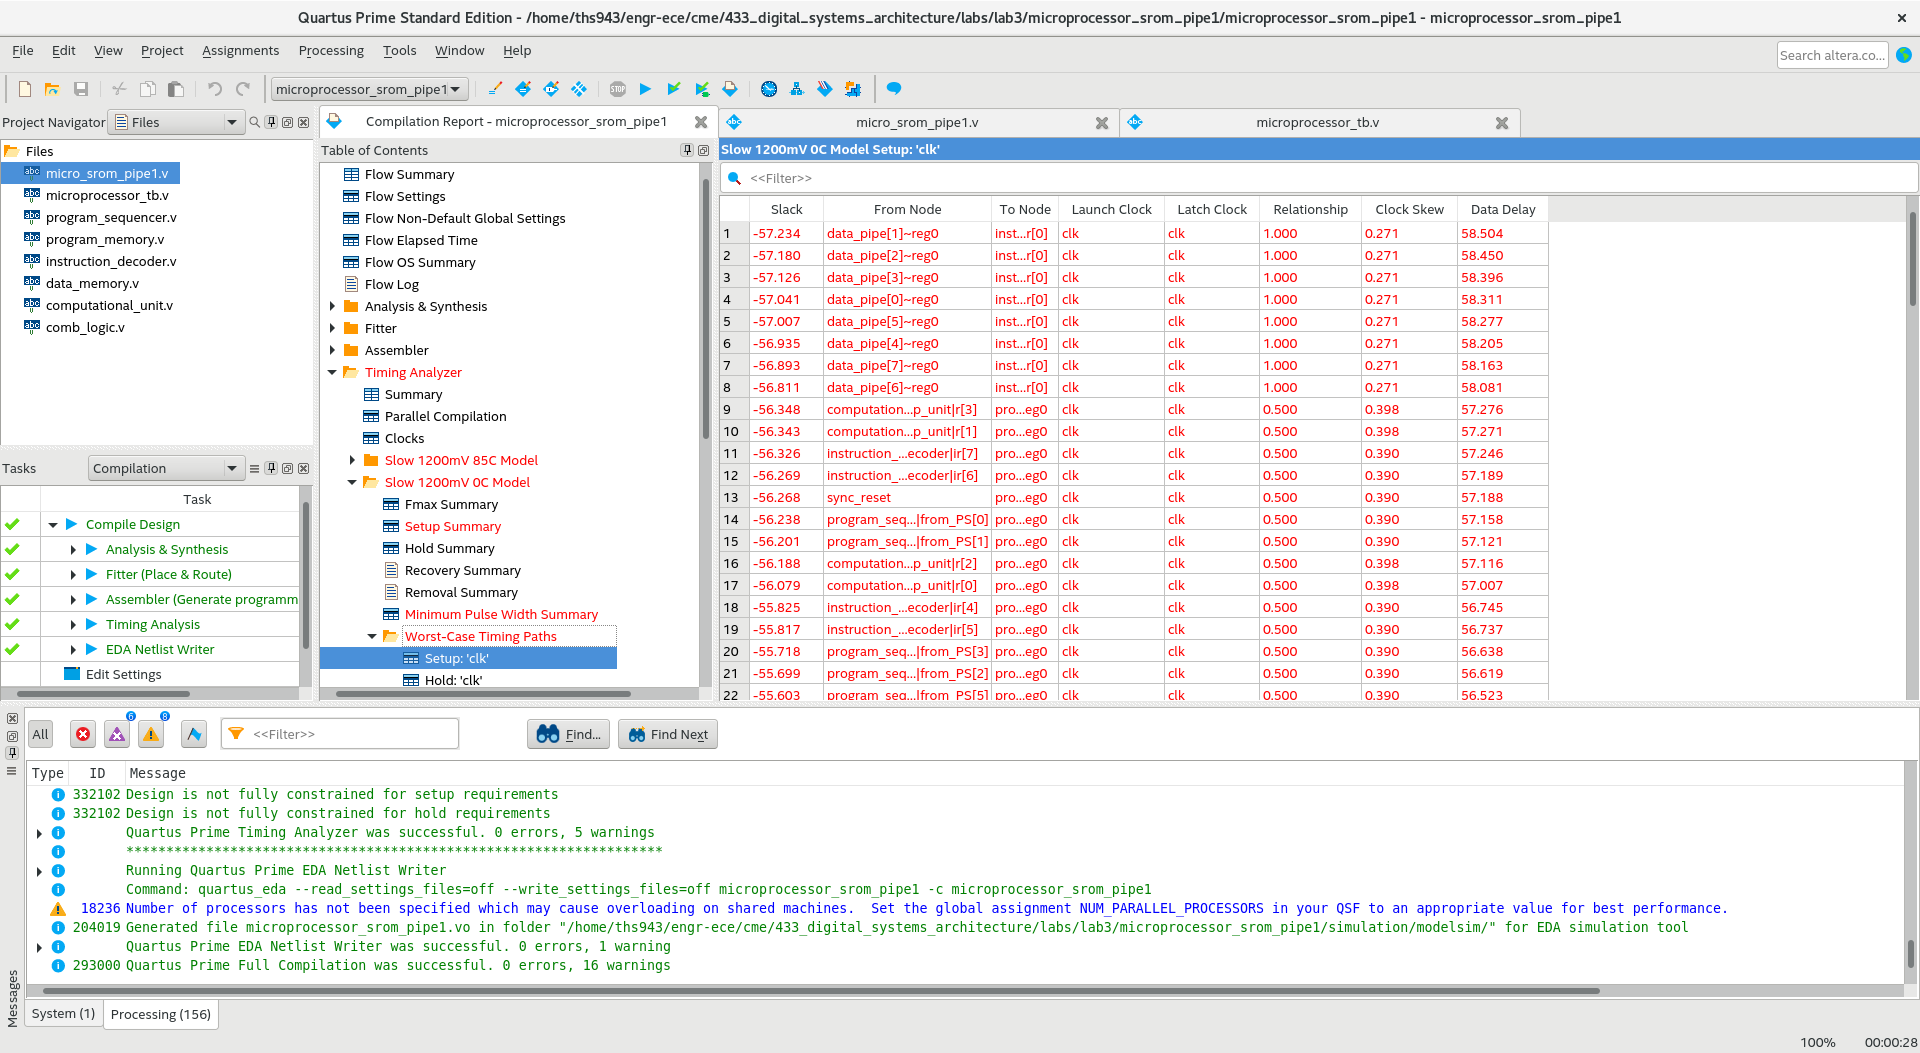 Quartus Prime Standard Edition - /home/ths943/engr-ece/cme/433_digital_systems_architecture/labs/lab3/microprocessor_srom_pipe1/microprocessor_srom_pipe1 - microprocessor_srom_pipe1
File Edit View Project Assignments Processing Tools Window Help
Search altera.co...
microprocessor_srom_pipe1
Project Navigator Files
Files
micro_srom_pipe1.v
microprocessor_tb.v
program_sequencer.v
program_memory.v
instruction_decoder.v
data_memory.v
computational_unit.v
comb_logic.v
Tasks Compilation
Task
Compile Design
Analysis & Synthesis
Fitter (Place & Route)
Assembler (Generate programm
Timing Analysis
EDA Netlist Writer
Edit Settings
Compilation Report - microprocessor_srom_pipe1
micro_srom_pipe1.v
microprocessor_tb.v
Table of Contents
Flow Summary
Flow Settings
Flow Non-Default Global Settings
Flow Elapsed Time
Flow OS Summary
Flow Log
Analysis & Synthesis
Fitter
Assembler
Timing Analyzer
Summary
Parallel Compilation
Clocks
Slow 1200mV 85C Model
Slow 1200mV 0C Model
Fmax Summary
Setup Summary
Hold Summary
Recovery Summary
Removal Summary
Minimum Pulse Width Summary
Worst-Case Timing Paths
Setup: 'clk'
Hold: 'clk'
Slow 1200mV 0C Model Setup: 'clk'
<<Filter>>
Slack From Node To Node Launch Clock Latch Clock Relationship Clock Skew Data Delay
1 -57.234 data_pipe[1]~reg0 inst...r[0] clk clk 1.000 0.271 58.504
2 -57.180 data_pipe[2]~reg0 inst...r[0] clk clk 1.000 0.271 58.450
3 -57.126 data_pipe[3]~reg0 inst...r[0] clk clk 1.000 0.271 58.396
4 -57.041 data_pipe[0]~reg0 inst...r[0] clk clk 1.000 0.271 58.311
5 -57.007 data_pipe[5]~reg0 inst...r[0] clk clk 1.000 0.271 58.277
6 -56.935 data_pipe[4]~reg0 inst...r[0] clk clk 1.000 0.271 58.205
7 -56.893 data_pipe[7]~reg0 inst...r[0] clk clk 1.000 0.271 58.163
8 -56.811 data_pipe[6]~reg0 inst...r[0] clk clk 1.000 0.271 58.081
9 -56.348 computation...p_unit|r[3] pro...eg0 clk clk 0.500 0.398 57.276
10 -56.343 computation...p_unit|r[1] pro...eg0 clk clk 0.500 0.398 57.271
11 -56.326 instruction_...ecoder|ir[7] pro...eg0 clk clk 0.500 0.390 57.246
12 -56.269 instruction_...ecoder|ir[6] pro...eg0 clk clk 0.500 0.390 57.189
13 -56.268 sync_reset pro...eg0 clk clk 0.500 0.390 57.188
14 -56.238 program_seq...|from_PS[0] pro...eg0 clk clk 0.500 0.390 57.158
15 -56.201 program_seq...|from_PS[1] pro...eg0 clk clk 0.500 0.390 57.121
16 -56.188 computation...p_unit|r[2] pro...eg0 clk clk 0.500 0.398 57.116
17 -56.079 computation...p_unit|r[0] pro...eg0 clk clk 0.500 0.398 57.007
18 -55.825 instruction_...ecoder|ir[4] pro...eg0 clk clk 0.500 0.390 56.745
19 -55.817 instruction_...ecoder|ir[5] pro...eg0 clk clk 0.500 0.390 56.737
20 -55.718 program_seq...|from_PS[3] pro...eg0 clk clk 0.500 0.390 56.638
21 -55.699 program_seq...|from_PS[2] pro...eg0 clk clk 0.500 0.390 56.619
22 -55.603 program_seq...|from_PS[5] pro...eg0 clk clk 0.500 0.390 56.523
6 8
All <<Filter>> Find... Find Next
Type ID Message
332102 Design is not fully constrained for setup requirements
332102 Design is not fully constrained for hold requirements
Quartus Prime Timing Analyzer was successful. 0 errors, 5 warnings
*******************************************************************
Running Quartus Prime EDA Netlist Writer
Command: quartus_eda --read_settings_files=off --write_settings_files=off microprocessor_srom_pipe1 -c microprocessor_srom_pipe1
18236 Number of processors has not been specified which may cause overloading on shared machines.  Set the global assignment NUM_PARALLEL_PROCESSORS in your QSF to an appropriate value for best performance.
204019 Generated file microprocessor_srom_pipe1.vo in folder "/home/ths943/engr-ece/cme/433_digital_systems_architecture/labs/lab3/microprocessor_srom_pipe1/simulation/modelsim/" for EDA simulation tool
Quartus Prime EDA Netlist Writer was successful. 0 errors, 1 warning
293000 Quartus Prime Full Compilation was successful. 0 errors, 16 warnings
Messages
System (1) Processing (156)
100% 00:00:28